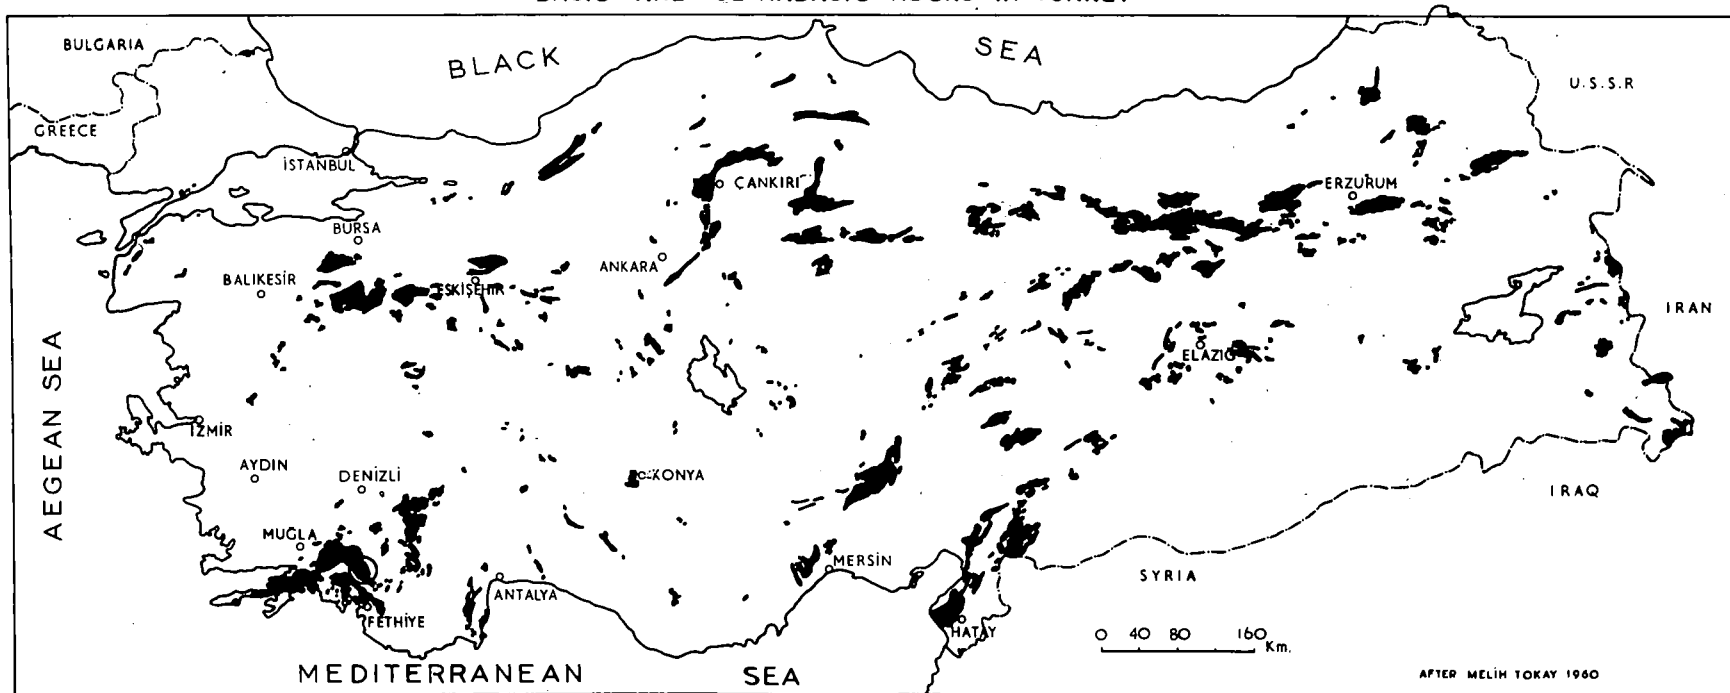 BULGARIA
BLACK SEA
U.S.S.R
GREECE
İSTANBUL
ÇANKIRI
ERZURUM
BURSA
ANKARA
BALIKESİR
ESKİŞEHİR
IRAN
ELAZIĞ
AEGEAN SEA
İZMİR
AYDIN
DENİZLİ
KONYA
IRAQ
MUĞLA
MERSİN
SYRIA
ANTALYA
FETHİYE
HATAY
0 40 80 160
Km.
MEDITERRANEAN SEA
AFTER MELİH TOKAY 1960